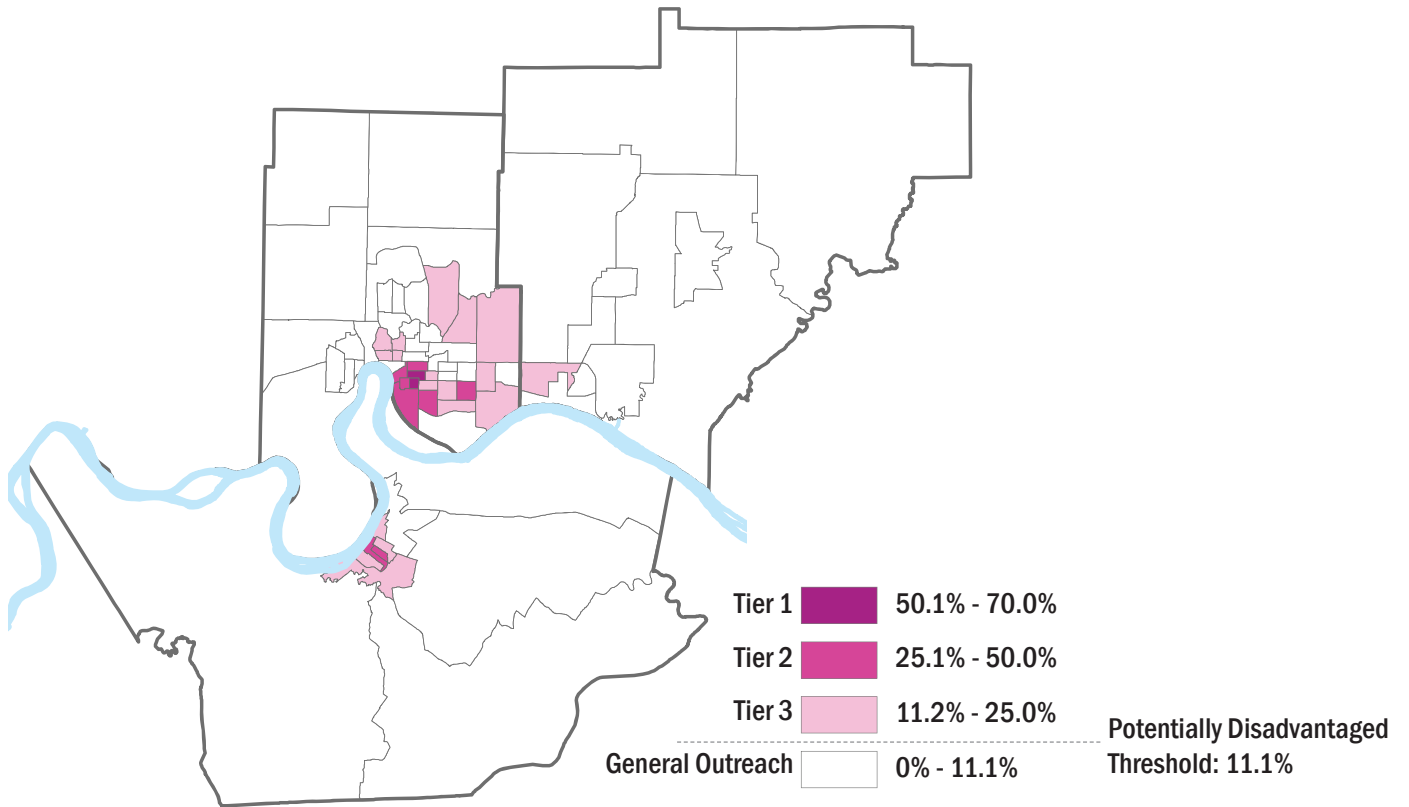 Tier 1 50.1% - 70.0%
Tier 2 25.1% - 50.0%
Tier 3 11.2% - 25.0%
General Outreach 0% - 11.1%
Potentially Disadvantaged
Threshold: 11.1%